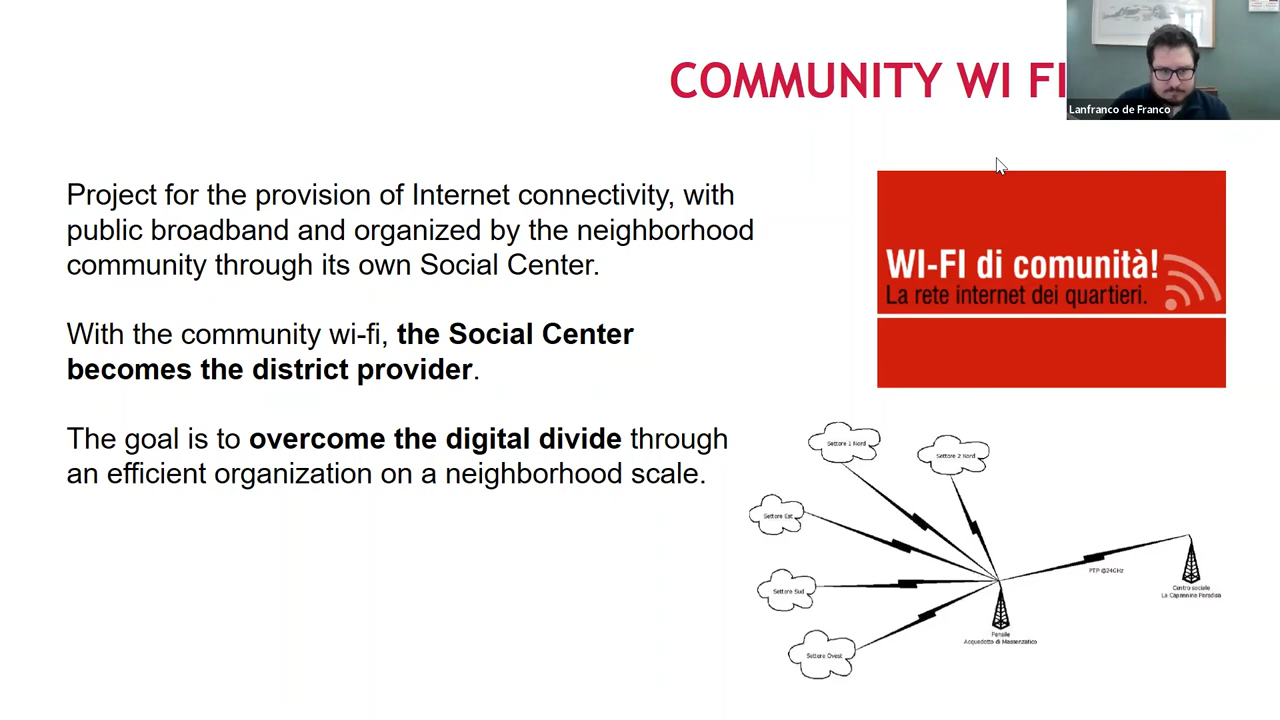 COMMUNITY WI FI
Lanfranco de Franco
Project for the provision of Internet connectivity, with
public broadband and organized by the neighborhood
community through its own Social Center.
With the community wi-fi, the Social Center
becomes the district provider.
The goal is to overcome the digital divide through
an efficient organization on a neighborhood scale.
WI-FI di comunità!
La rete internet dei quartieri.
Settore 1 Nord
Settore 2 Nord
Settore Est
Settore Sud
Settore Ovest
PTP @24GHz
Centro sociale
La Capannina Paradisa
Pensile
Acquedotto di Massenzatico